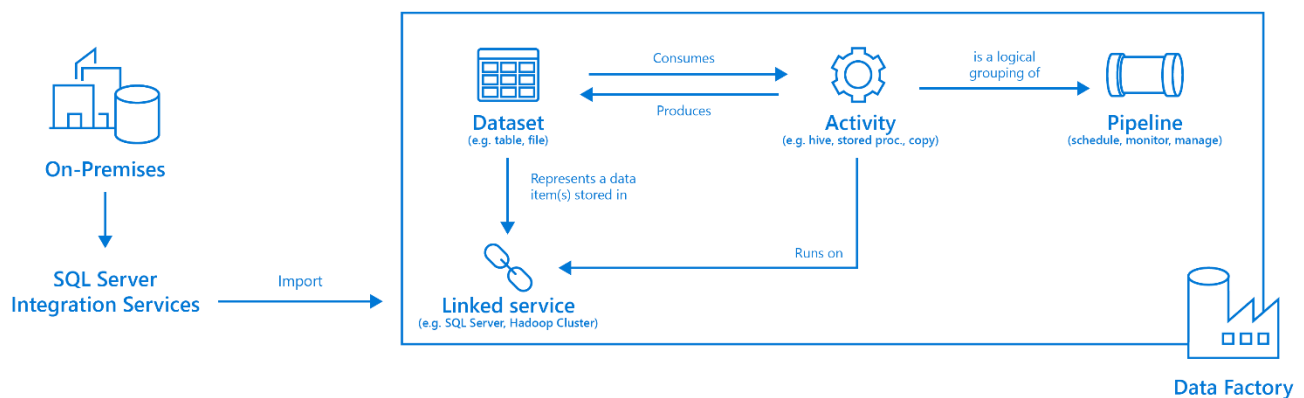 On-Premises
SQL Server
Integration Services
Import
Dataset
(e.g. table, file)
Consumes
Produces
Activity
(e.g. hive, stored proc., copy)
is a logical
grouping of
Pipeline
(schedule, monitor, manage)
Represents a data
item(s) stored in
Runs on
Linked service
(e.g. SQL Server, Hadoop Cluster)
Data Factory